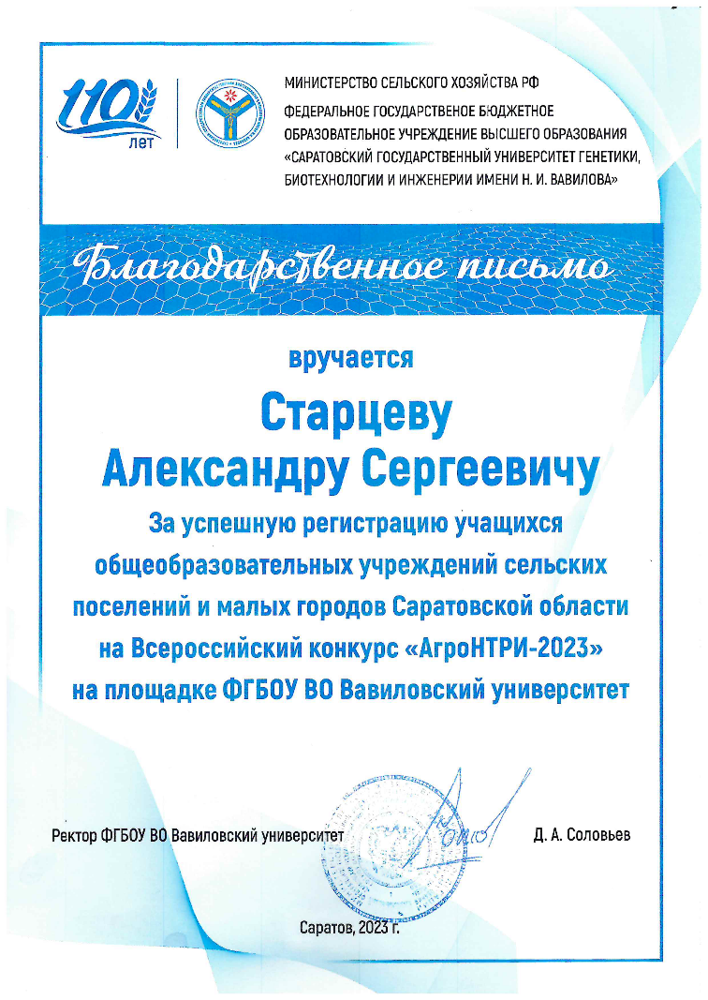 110
лет
МИНИСТЕРСТВО СЕЛЬСКОГО ХОЗЯЙСТВА РФ
ФЕДЕРАЛЬНОЕ ГОСУДАРСТВЕНОЕ БЮДЖЕТНОЕ
ОБРАЗОВАТЕЛЬНОЕ УЧРЕЖДЕНИЕ ВЫСШЕГО ОБРАЗОВАНИЯ
«САРАТОВСКИЙ ГОСУДАРСТВЕННЫЙ УНИВЕРСИТЕТ ГЕНЕТИКИ,
БИОТЕХНОЛОГИИ И ИНЖЕНЕРИИ ИМЕНИ Н. И. ВАВИЛОВА»
Благодарственное письмо
вручается
Старцеву
Александру Сергеевичу
За успешную регистрацию учащихся
общеобразовательных учреждений сельских
поселений и малых городов Саратовской области
на Всероссийский конкурс «АгроНТРИ-2023»
на площадке ФГБОУ ВО Вавиловский университет
Ректор ФГБОУ ВО Вавиловский университет
Д. А. Соловьев
Саратов, 2023 г.